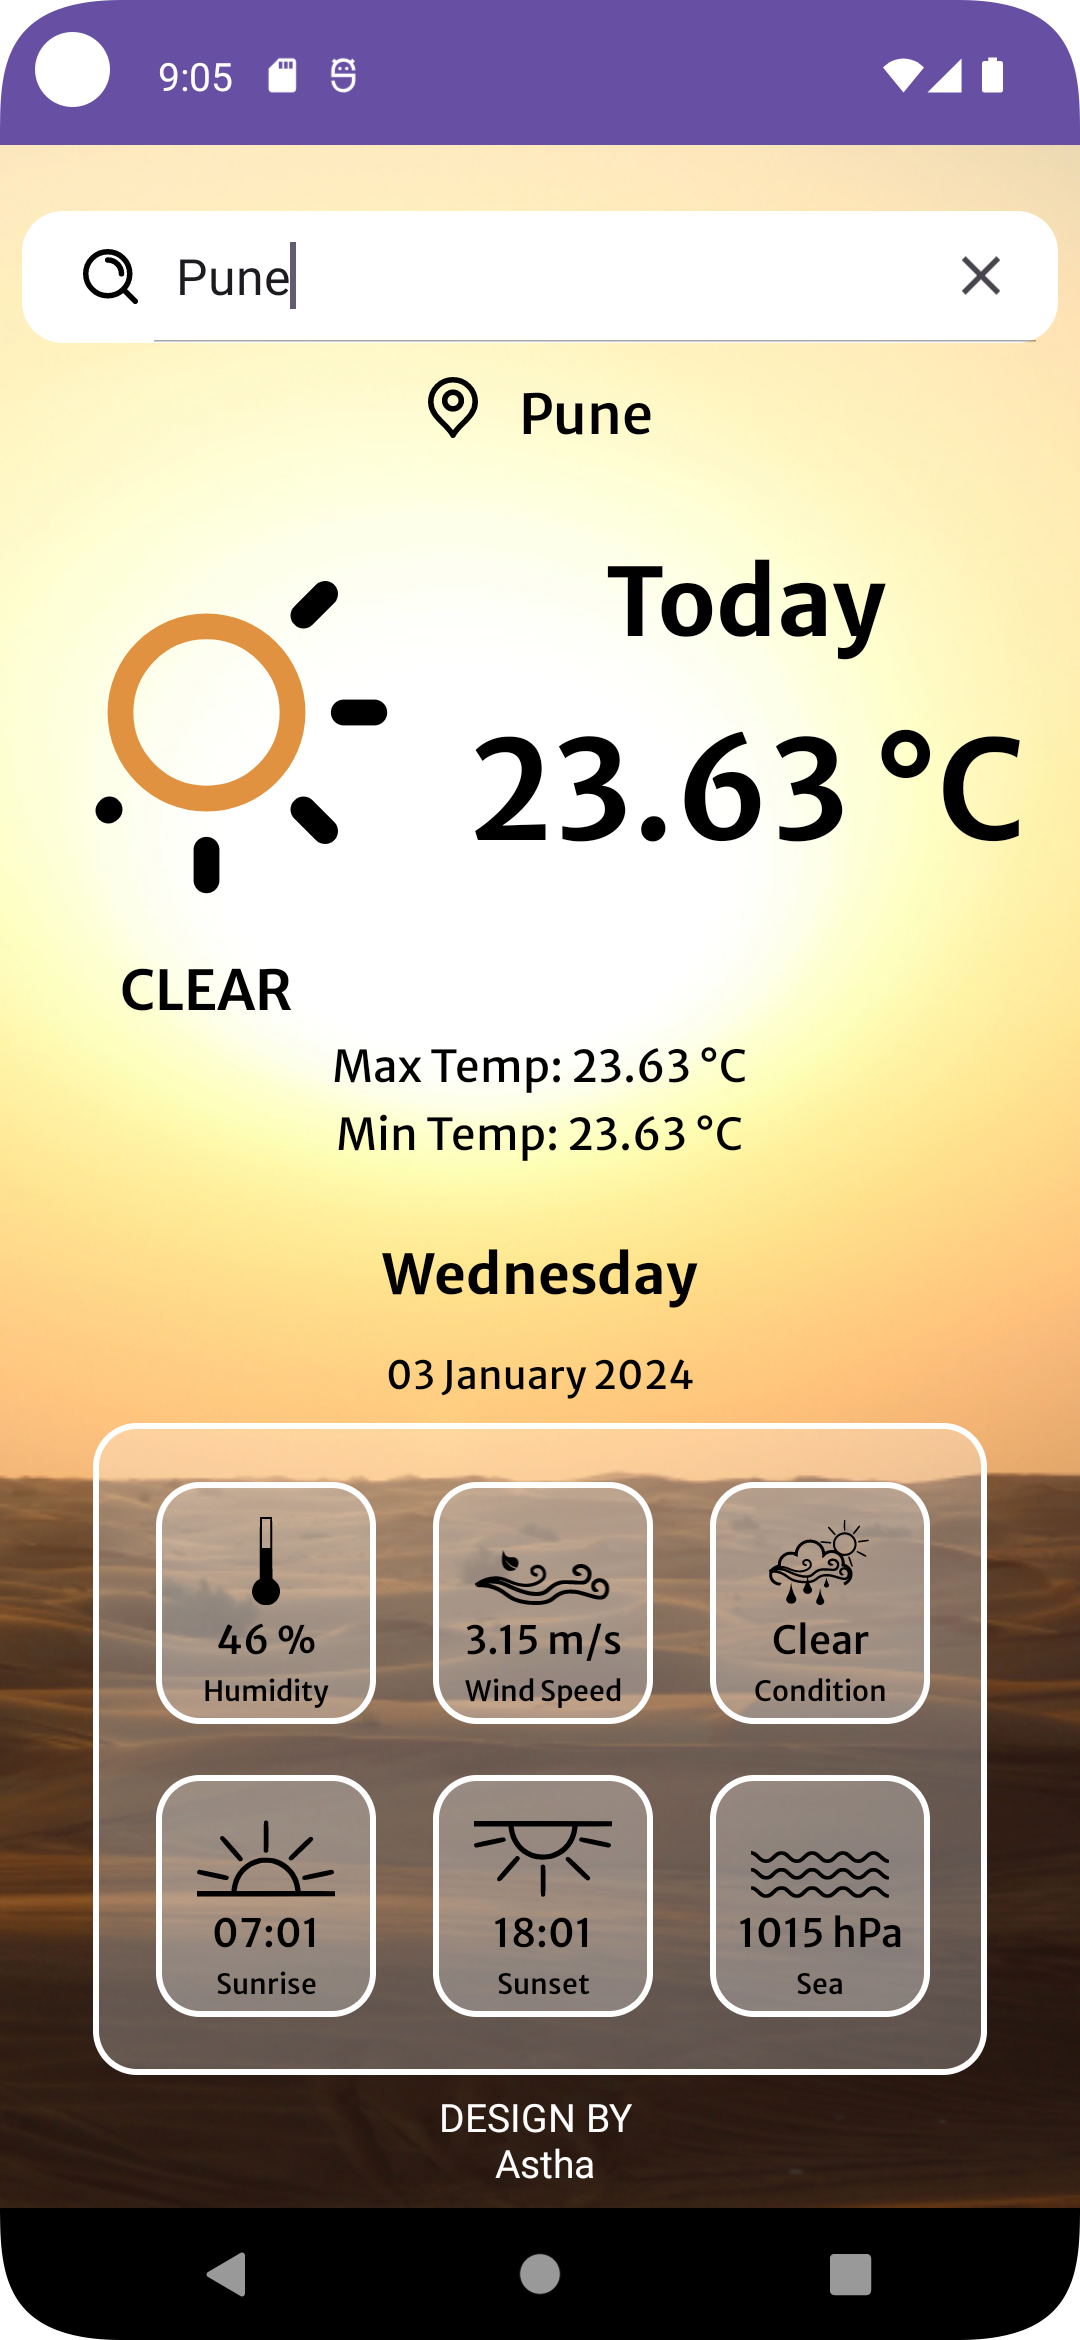 9:05
Pune
Pune
Today
23.63 °C
CLEAR
Max Temp: 23.63 °C
Min Temp: 23.63 °C
Wednesday
03 January 2024
46 %
Humidity
3.15 m/s
Wind Speed
Clear
Condition
07:01
Sunrise
18:01
Sunset
1015 hPa
Sea
DESIGN BY
Astha